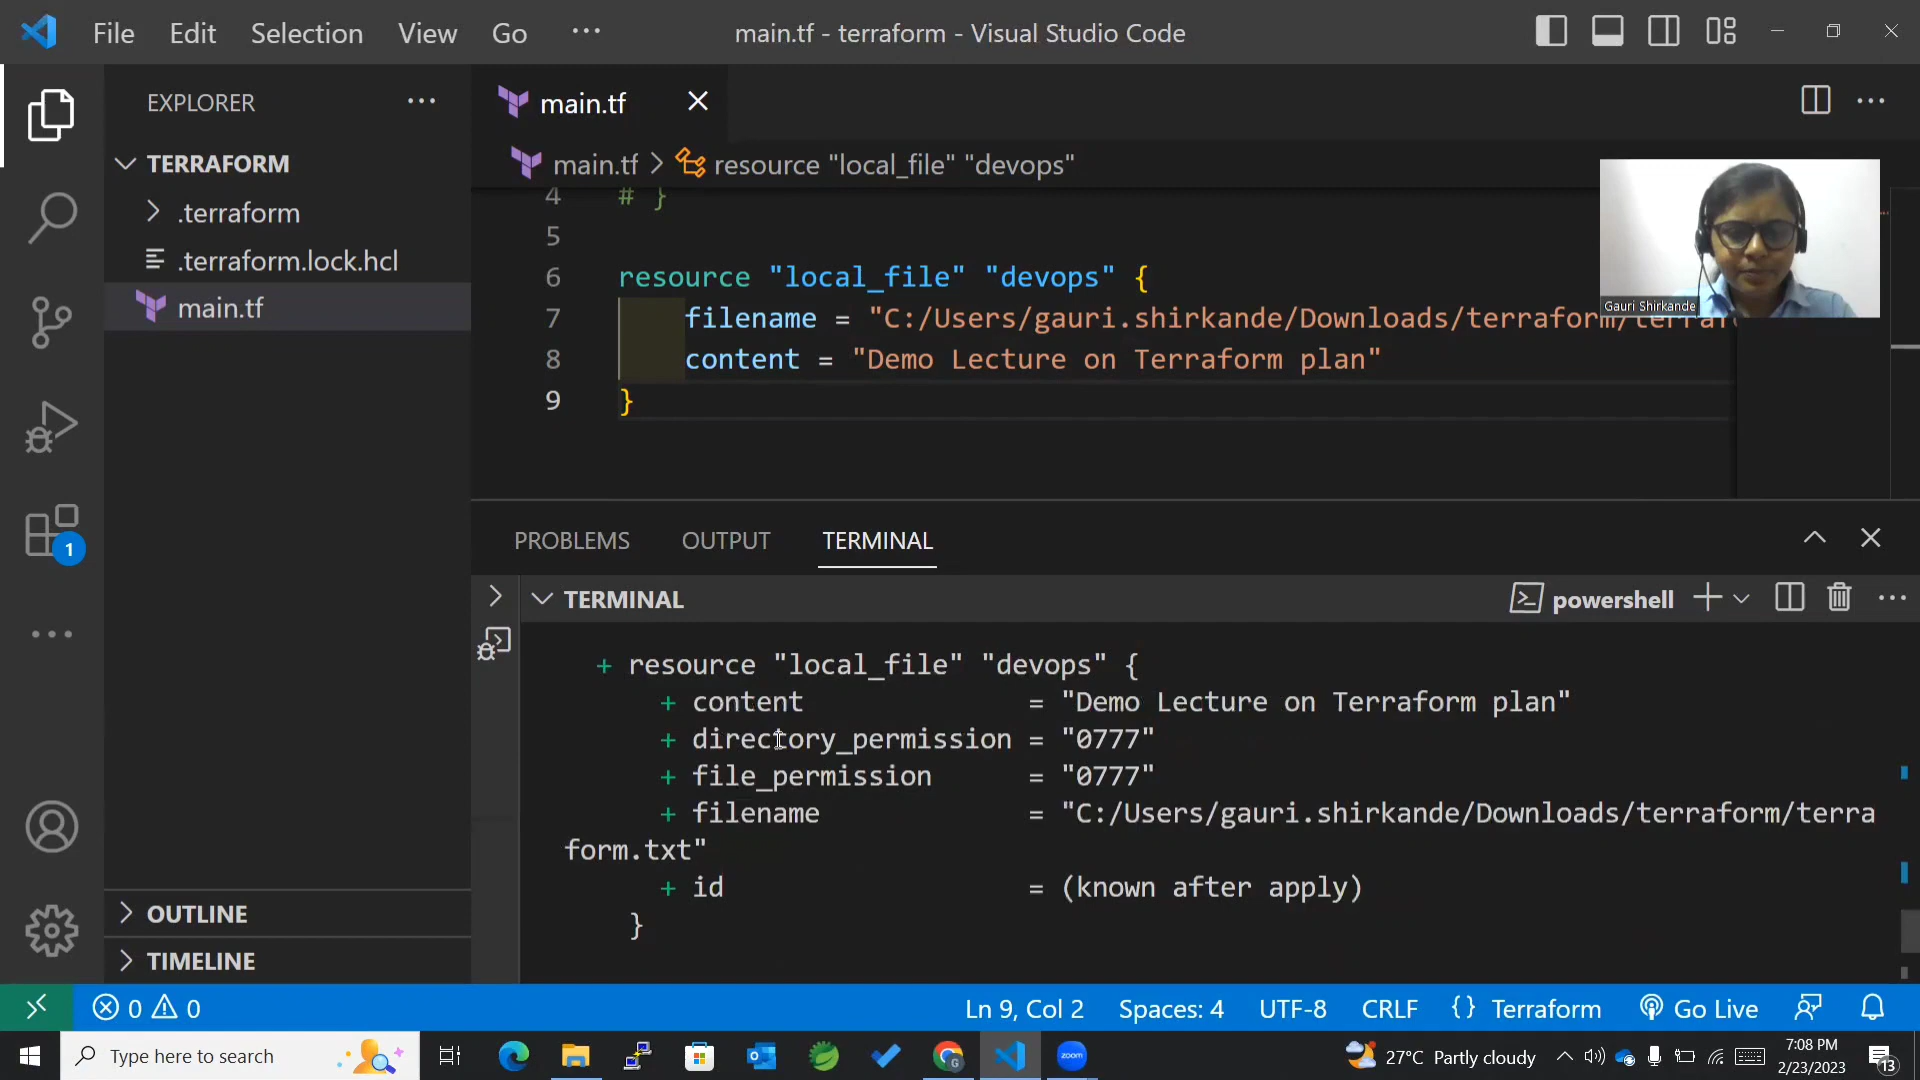 File Edit Selection View Go ... main.tf - terraform - Visual Studio Code
EXPLORER ...
TERRAFORM
.terraform
.terraform.lock.hcl
main.tf
OUTLINE
TIMELINE
main.tf
main.tf > resource "local_file" "devops"
4 # }
5
6 resource "local_file" "devops" {
7 filename = "C:/Users/gauri.shirkande/Downloads/terraform/
8 content = "Demo Lecture on Terraform plan"
9 }
Gauri Shirkande
PROBLEMS OUTPUT TERMINAL
TERMINAL powershell
+ resource "local_file" "devops" {
+ content = "Demo Lecture on Terraform plan"
+ directory_permission = "0777"
+ file_permission = "0777"
+ filename = "C:/Users/gauri.shirkande/Downloads/terraform/terra
form.txt"
+ id = (known after apply)
}
1
0 0 Ln 9, Col 2 Spaces: 4 UTF-8 CRLF {} Terraform Go Live
Type here to search
zoom
27°C Partly cloudy
7:08 PM
2/23/2023
13